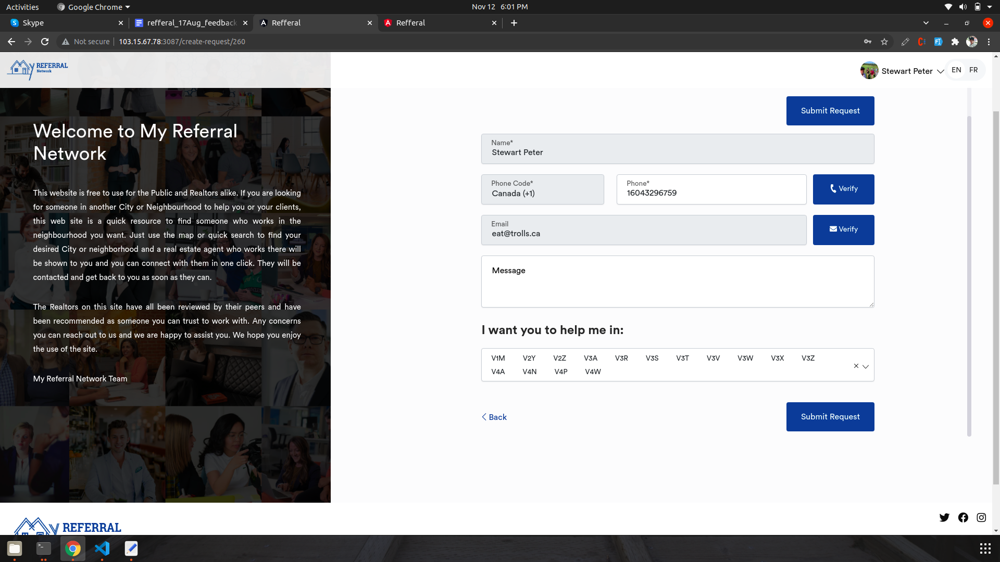 Activities
Google Chrome
Nov 12 6:01 PM
Skype
refferal_17Aug_feedback
Refferal
Refferal
Not secure
103.15.67.78:3087/create-request/260
REFERRAL
Network
Stewart Peter
EN FR
Welcome to My Referral
Network
This website is free to use for the Public and Realtors alike. If you are looking
for someone in another City or Neighbourhood to help you or your clients,
this web site is a quick resource to find someone who works in the
neighbourhood you want. Just use the map or quick search to find your
desired City or neighborhood and a real estate agent who works there will
be shown to you and you can connect with them in one click. They will be
contacted and get back to you as soon as they can.
The Realtors on this site have all been reviewed by their peers and have
been recommended as someone you can trust to work with. Any concerns
you can reach out to us and we are happy to assist you. We hope you enjoy
the use of the site.
My Referral Network Team
Submit Request
Name*
Stewart Peter
Phone Code*
Canada (+1)
Phone*
16043296759
Verify
Email
eat@trolls.ca
Verify
Message
I want you to help me in:
V1M V2Y V2Z V3A V3R V3S V3T V3V V3W V3X V3Z
V4A V4N V4P V4W
Back
Submit Request
REFERRAL